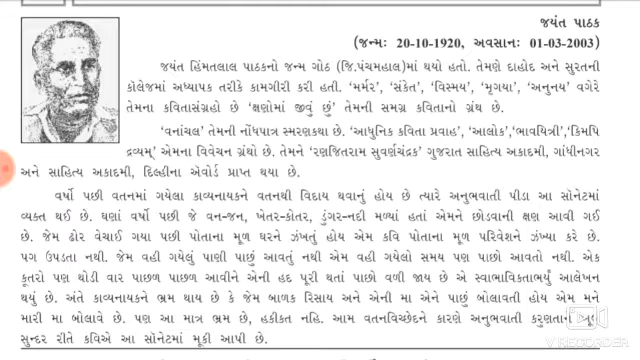 જયંત પાઠક
(જન્મ: 20-10-1920, અવસાન: 01-03-2003)
જયંત હિંમતલાલ પાઠકનો જન્મ ગોઠ (જિ.પંચમહાલ)માં થયો હતો. તેમણે દાહોદ અને સુરતની
કૉલેજમાં અધ્યાપક તરીકે કામગીરી કરી હતી. 'મર્મર', 'સંકેત', 'વિસ્મય', 'મૃગયા', 'અનુનય' વગેરે
તેમના કવિતાસંગ્રહો છે 'ક્ષણોમાં જીવું છું' તેમની સમગ્ર કવિતાનો ગ્રંથ છે.
'વનાંચલ' તેમની નોંધપાત્ર સ્મરણકથા છે. 'આધુનિક કવિતા પ્રવાહ', 'આલોક','ભાવયિત્રી','કિમપિ
દ્રવ્યમ્' એમના વિવેચન ગ્રંથો છે. તેમને 'રણજિતરામ સુવર્ણચંદ્રક' ગુજરાત સાહિત્ય અકાદમી, ગાંધીનગર
અને સાહિત્ય અકાદમી, દિલ્હીના ઍવોર્ડ પ્રાપ્ત થયા છે.
વર્ષો પછી વતનમાં ગયેલા કાવ્યનાયકને વતનથી વિદાય થવાનું હોય છે ત્યારે અનુભવાતી પીડા આ સોનેટમાં
વ્યક્ત થઈ છે. ઘણાં વર્ષો પછી જે વન-જન, ખેતર-કોતર, ડુંગર-નદી મળ્યાં હતાં એમને છોડવાની ક્ષણ આવી ગઈ
છે. જેમ ઢોર વેચાઈ ગયા પછી પોતાના મૂળ ઘરને ઝંખતું હોય એમ કવિ પોતાના મૂળ પરિવેશને ઝંખ્યા કરે છે.
પગ ઉપડતા નથી. જેમ વહી ગયેલું પાણી પાછું આવતું નથી એમ વહી ગયેલો સમય પણ પાછો આવતો નથી. એક
કૂતરો પણ થોડી વાર પાછળ પાછળ આવીને એની હદ પૂરી થતાં પાછો વળી જાય છે એ સ્વાભાવિકતાભર્યું આલેખન
થયું છે. અંતે કાવ્યનાયકને ભ્રમ થાય છે કે જેમ બાળક રિસાય અને એની મા એને પાછું બોલાવતી હોય એમ મને
મારી મા બોલાવે છે. પણ આ માત્ર ભ્રમ છે, હકીકત નહિ. આમ વતનવિચ્છેદને કારણે અનુભવાતી કરુણતાને
સુન્દર રીતે કવિએ આ સોનેટમાં મૂકી આપી છે.
V RECORDER